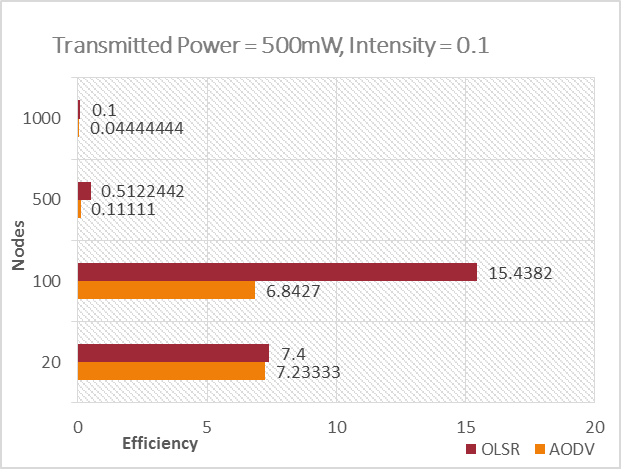 Transmitted Power = 500mW, Intensity = 0.1
1000
0.1
0.04444444
500
0.5122442
0.11111
Nodes
100
15.4382
6.8427
20
7.4
7.23333
0 5 10 15 20
Efficiency
OLSR AODV